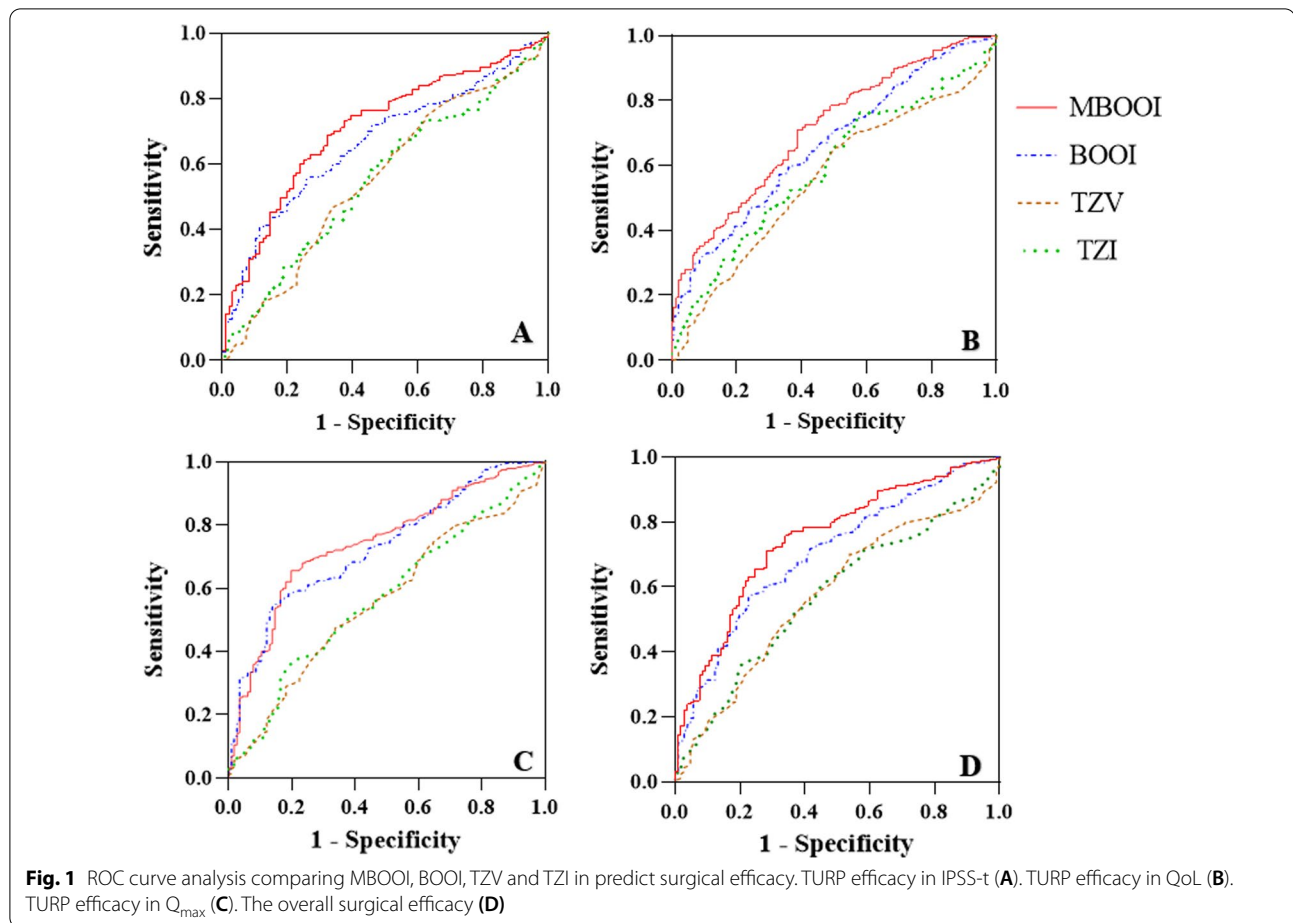 1.0
0.8
0.6
0.4
0.2
0.0
Sensitivity
0.0 0.2 0.4 0.6 0.8 1.0
1 - Specificity
A
1.0
0.8
0.6
0.4
0.2
0.0
Sensitivity
0.0 0.2 0.4 0.6 0.8 1.0
1 - Specificity
B
MBOOI
BOOI
TZV
TZI
1.0
0.8
0.6
0.4
0.2
0.0
Sensitivity
0.0 0.2 0.4 0.6 0.8 1.0
1 - Specificity
C
1.0
0.8
0.6
0.4
0.2
0.0
Sensitivity
0.0 0.2 0.4 0.6 0.8 1.0
1 - Specificity
D
Fig. 1 ROC curve analysis comparing MBOOI, BOOI, TZV and TZI in predict surgical efficacy. TURP efficacy in IPSS-t (A). TURP efficacy in QoL (B).
TURP efficacy in Qmax (C). The overall surgical efficacy (D)